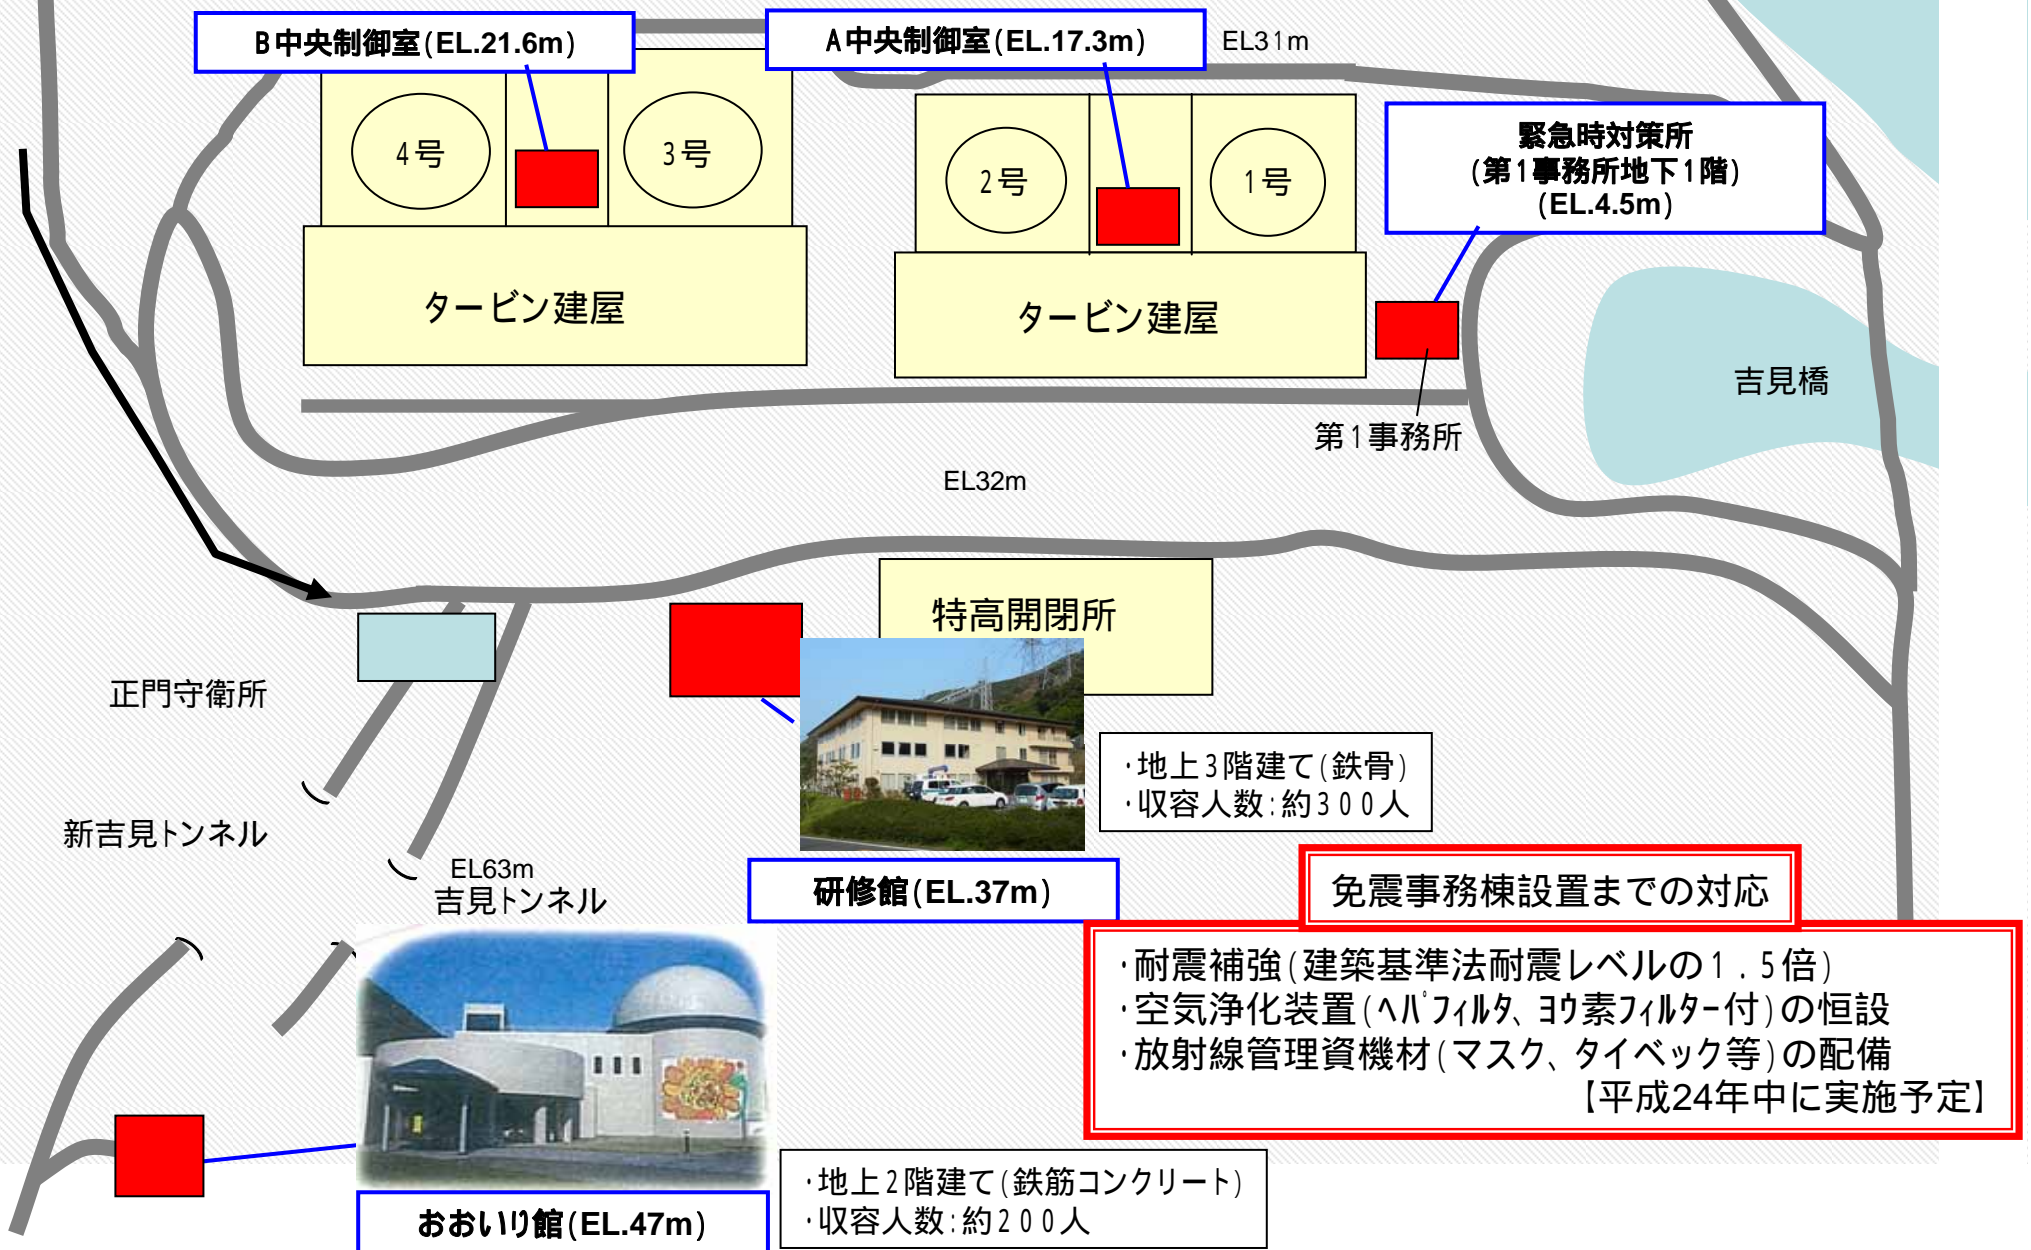 B中央制御室(EL.21.6m)
A中央制御室(EL.17.3m)
EL31m
緊急時対策所
(第1事務所地下1階)
(EL.4.5m)
4号
3号
2号
1号
タービン建屋
タービン建屋
吉見橋
第1事務所
EL32m
特高開閉所
正門守衛所
・地上3階建て(鉄骨)
・収容人数:約300人
新吉見トンネル
EL63m
吉見トンネル
研修館(EL.37m)
免震事務棟設置までの対応
・耐震補強(建築基準法耐震レベルの1.5倍)
・空気浄化装置(ヘパフィルタ、ヨウ素フィルター付)の恒設
・放射線管理資機材(マスク、タイベック等)の配備
【平成24年中に実施予定】
・地上2階建て(鉄筋コンクリート)
・収容人数:約200人
おおいり館(EL.47m)